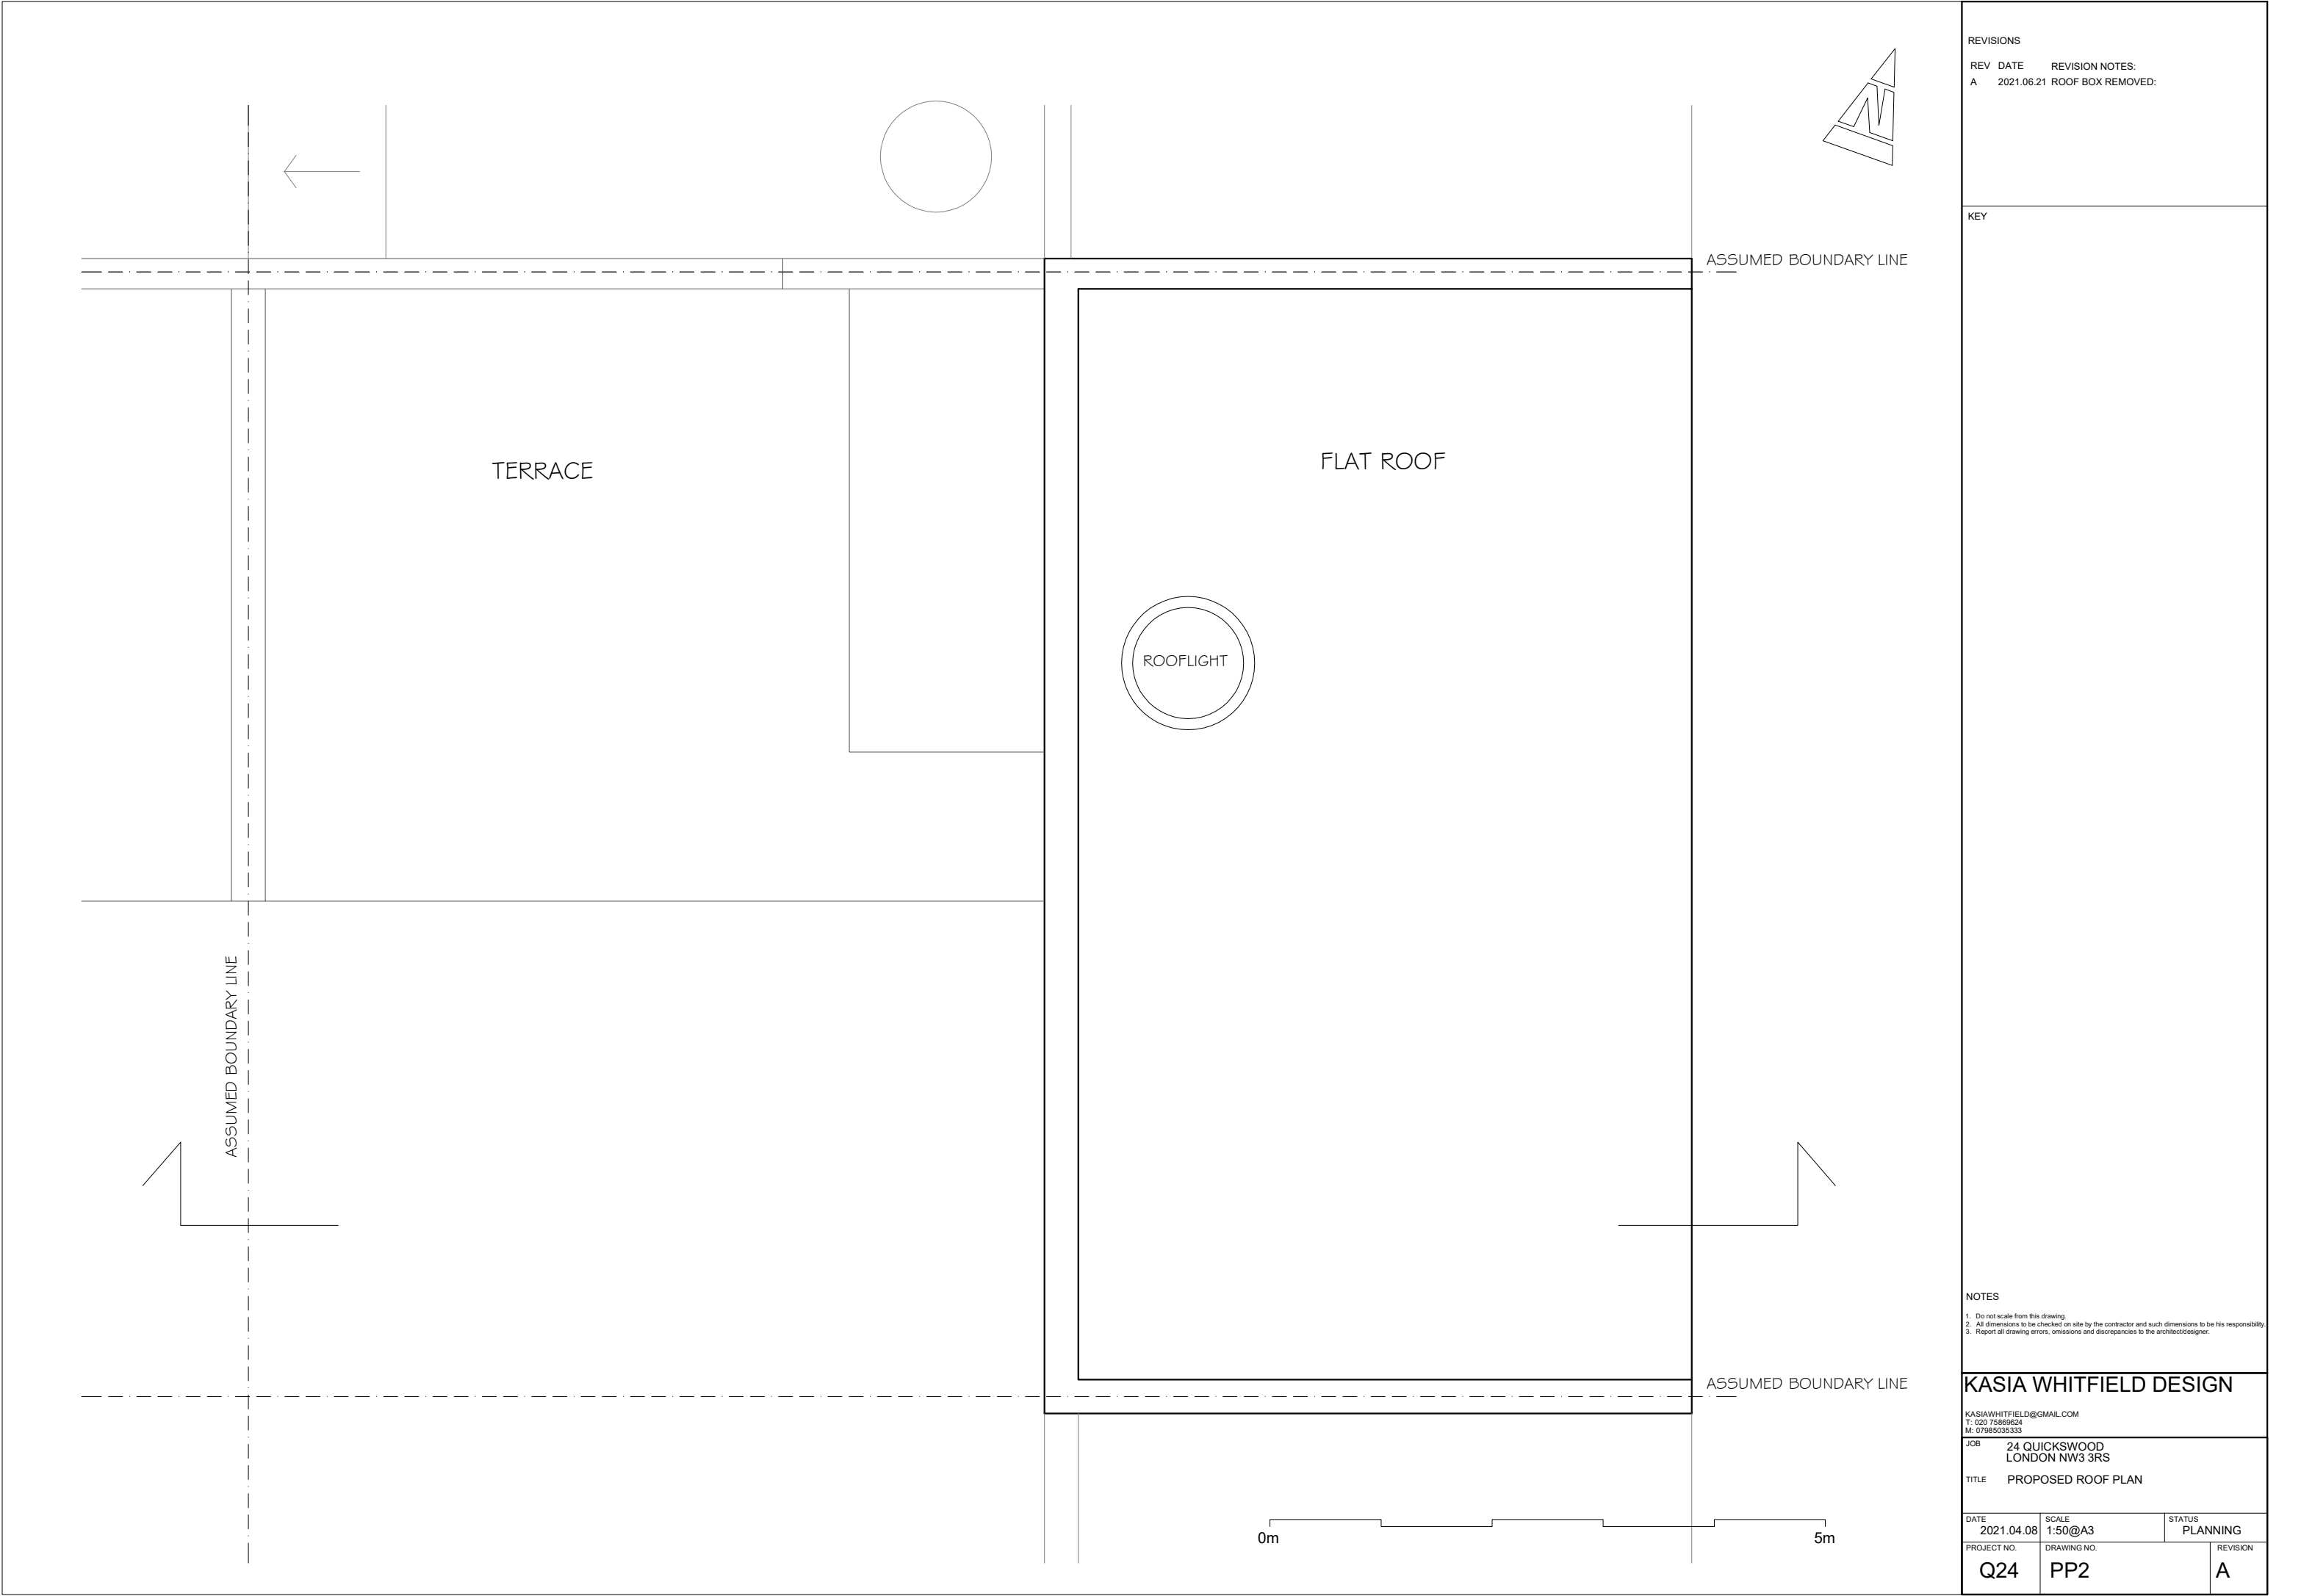 REVISIONS
REV DATE REVISION NOTES:
A 2021.06.21 ROOF BOX REMOVED:
KEY
ASSUMED BOUNDARY LINE
TERRACE
FLAT ROOF
ROOFLIGHT
ASSUMED BOUNDARY LINE
ASSUMED BOUNDARY LINE
0m 5m
NOTES
1. Do not scale from this drawing.
2. All dimensions to be checked on site by the contractor and such dimensions to be his responsibility.
3. Report all drawing errors, omissions and discrepancies to the architect/designer.
KASIA WHITFIELD DESIGN
KASIAWHITFIELD@GMAIL.COM
T: 020 75869624
M: 07985035333
JOB 24 QUICKSWOOD
LONDON NW3 3RS
TITLE PROPOSED ROOF PLAN
DATE SCALE STATUS
2021.04.08 1:50@A3 PLANNING
PROJECT NO. DRAWING NO. REVISION
Q24 PP2 A
N